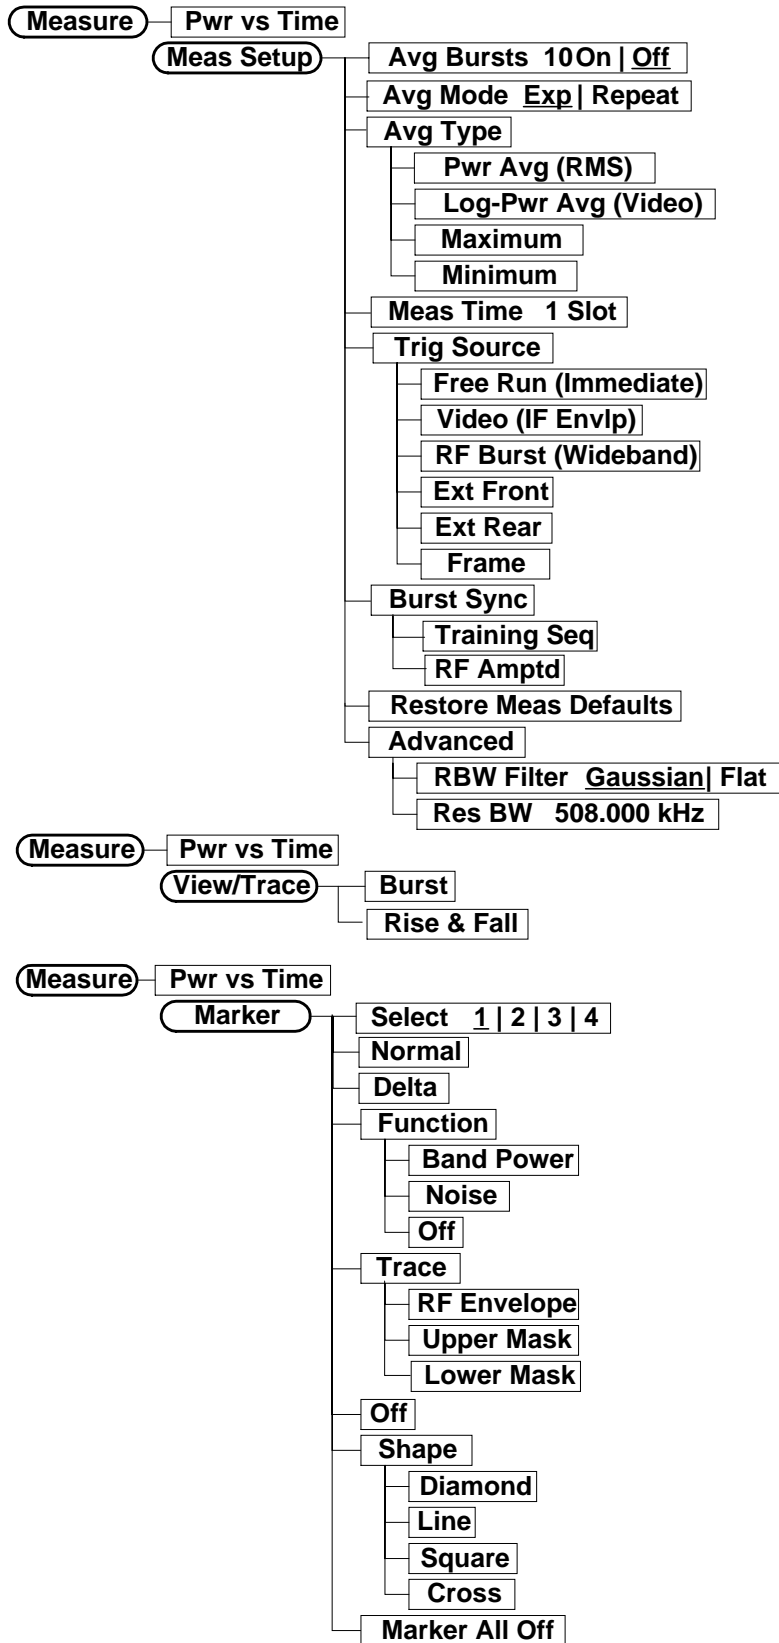 Measure
Pwr vs Time
Meas Setup
Avg Bursts 10 On | Off
Avg Mode Exp | Repeat
Avg Type
Pwr Avg (RMS)
Log-Pwr Avg (Video)
Maximum
Minimum
Meas Time 1 Slot
Trig Source
Free Run (Immediate)
Video (IF Envlp)
RF Burst (Wideband)
Ext Front
Ext Rear
Frame
Burst Sync
Training Seq
RF Amptd
Restore Meas Defaults
Advanced
RBW Filter Gaussian | Flat
Res BW 508.000 kHz
Measure
Pwr vs Time
View/Trace
Burst
Rise & Fall
Measure
Pwr vs Time
Marker
Select 1 | 2 | 3 | 4
Normal
Delta
Function
Band Power
Noise
Off
Trace
RF Envelope
Upper Mask
Lower Mask
Off
Shape
Diamond
Line
Square
Cross
Marker All Off